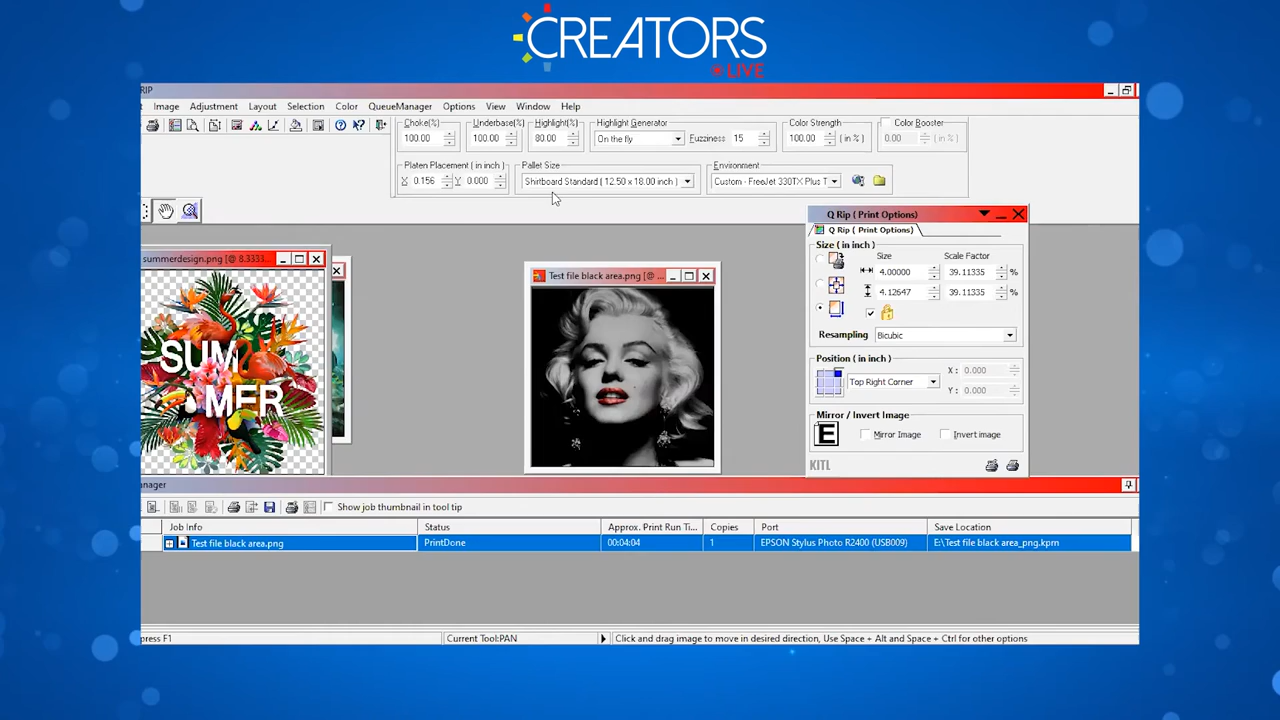 CREATORS
LIVE
RIP
Image Adjustment Layout Selection Color QueueManager Options View Window Help
Choke(%) Underbase(%) Highlight(%) Highlight Generator Color Strength Color Booster
100.00 100.00 80.00 On the fly Fuzziness 15 100.00 ( in % ) 0.00 ( in % )
Platen Placement ( in inch ) Pallet Size Environment
X 0.156 Y 0.000 Shirtboard Standard ( 12.50 x 18.00 inch ) Custom - FreeJet 330TX Plus T
Q Rip ( Print Options )
Q Rip ( Print Options )
Size ( in inch )
Size Scale Factor
4.00000 39.11335 %
4.12647 39.11335 %
Resampling Bicubic
Position ( in inch )
Top Right Corner X : 0.000
Y : 0.000
Mirror / Invert Image
E Mirror Image Invert image
KITL
summerdesign.png [@ 8.3333...
SUM
MER
Test file black area.png [@ ...
anager
Show job thumbnail in tool tip
Job Info Status Approx. Print Run Ti... Copies Port Save Location
Test file black area.png PrintDone 00:04:04 1 EPSON Stylus Photo R2400 (USB009) E:\Test file black area_png.kpm
press F1 Current Tool:PAN Click and drag image to move in desired direction, Use Space + Alt and Space + Ctrl for other options